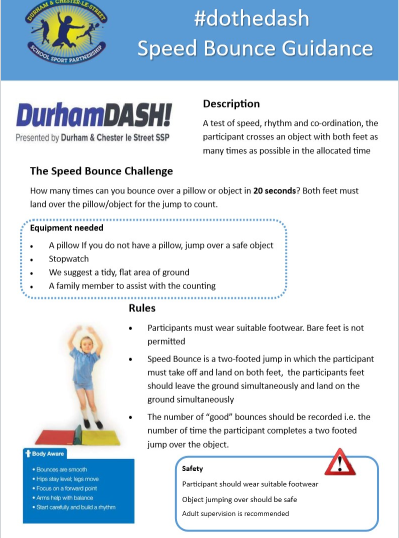 #dothedash
Speed Bounce Guidance
DURHAM & CHESTER-LE-STREET
SCHOOL SPORT PARTNERSHIP
DurhamDASH!
Presented by Durham & Chester le Street SSP
Description
A test of speed, rhythm and co-ordination, the
participant crosses an object with both feet as
many times as possible in the allocated time
The Speed Bounce Challenge
How many times can you bounce over a pillow or object in 20 seconds? Both feet must
land over the pillow/object for the jump to count.
Equipment needed
• A pillow If you do not have a pillow, jump over a safe object
• Stopwatch
• We suggest a tidy, flat area of ground
• A family member to assist with the counting
Rules
• Participants must wear suitable footwear. Bare feet is not
permitted
• Speed Bounce is a two-footed jump in which the participant
must take off and land on both feet, the participants feet
should leave the ground simultaneously and land on the
ground simultaneously
• The number of “good” bounces should be recorded i.e. the
number of time the participant completes a two footed
jump over the object.
Body Aware
• Bounces are smooth
• Hips stay level, legs move
• Focus on a forward point
• Arms help with balance
• Start carefully and build a rhythm
Safety
Participant should wear suitable footwear
Object jumping over should be safe
Adult supervision is recommended